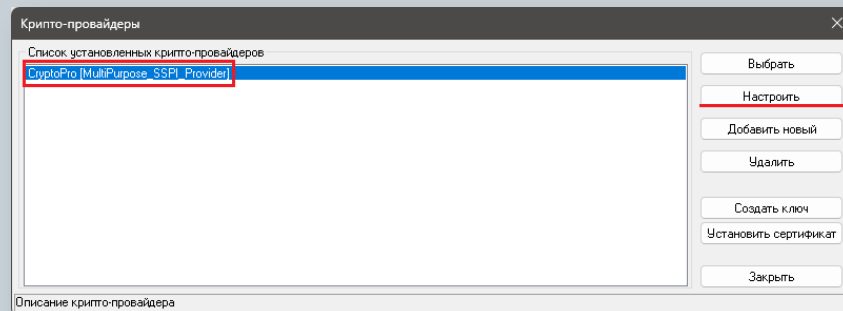 Крипто-провайдеры
Список установленных крипто-провайдеров
CryptoPro [MultiPurpose_SSPI_Provider]
Выбрать
Настроить
Добавить новый
Удалить
Создать ключ
Установить сертификат
Закрыть
Описание крипто-провайдера